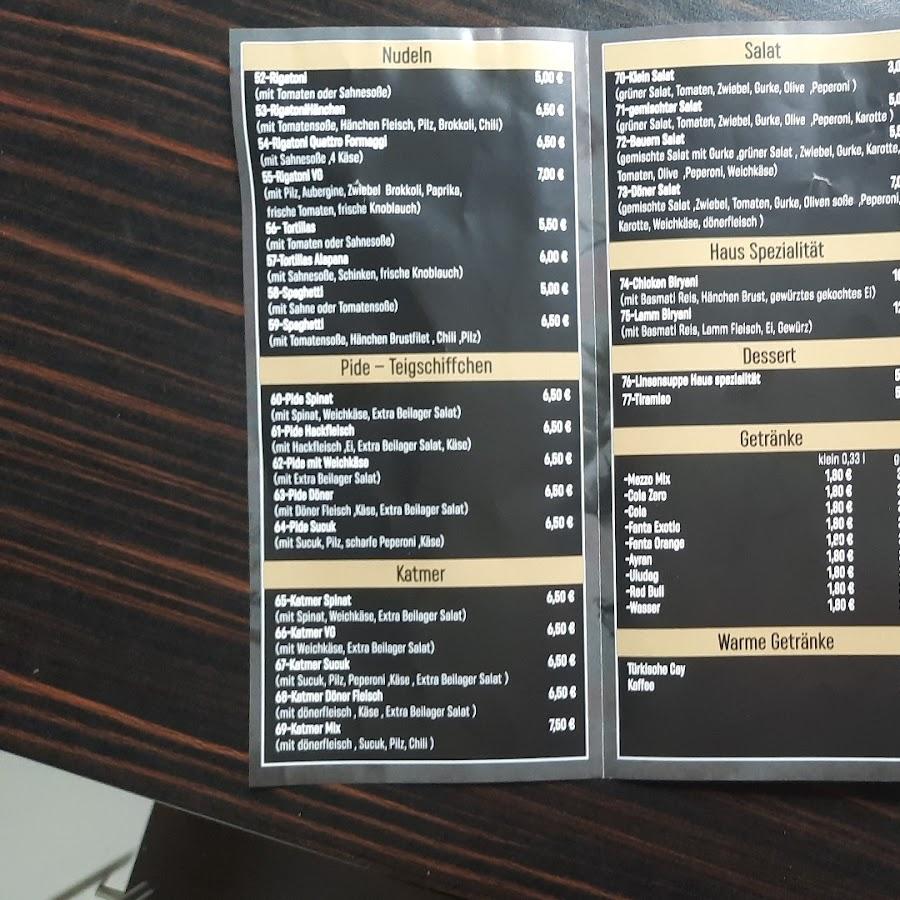 Nudeln
52-Rigatoni 5,00 €
(mit Tomaten oder Sahnesoße)
53-RigatoniHänchen 6,50 €
(mit Tomatensoße, Hänchen Fleisch, Pilz, Brokkoli, Chili)
54-Rigatoni Quattro Formaggi 6,50 €
(mit Sahnesoße ,4 Käse)
55-Rigatoni VG 7,00 €
(mit Pilz, Aubergine, Zwiebel Brokkoli, Paprika,
frische Tomaten, frische Knoblauch)
56- Tortillas 5,50 €
(mit Tomaten oder Sahnesoße)
57-Tortillas Alapana 6,00 €
(mit Sahnesoße, Schinken, frische Knoblauch)
58-Spaghetti 5,00 €
(mit Sahne oder Tomatensoße)
59-Spaghetti 6,50 €
(mit Tomatensoße, Hänchen Brustfilet , Chili ,Pilz)
Pide – Teigschiffchen
60-Pide Spinat 6,50 €
(mit Spinat, Weichkäse, Extra Beilager Salat)
61-Pide Hackfleisch 6,50 €
(mit Hackfleisch ,Ei, Extra Beilager Salat, Käse)
62-Pide mit Weichkäse 6,50 €
(mit Extra Beilager Salat)
63-Pide Döner 6,50 €
(mit Döner Fleisch ,Käse, Extra Beilager Salat)
64-Pide Sucuk 6,50 €
(mit Sucuk, Pilz, scharfe Peperoni ,Käse)
Katmer
65-Katmer Spinat 6,50 €
(mit Spinat, Weichkäse, Extra Beilager Salat)
66-Katmer VG 6,50 €
(mit Weichkäse, Extra Beilager Salat)
67-Katmer Sucuk 6,50 €
(mit Sucuk, Pilz, Peperoni ,Käse , Extra Beilager Salat )
68-Katmer Döner Fleisch 6,50 €
(mit dönerfleisch , Käse , Extra Beilager Salat )
69-Katmer Mix 7,50 €
(mit dönerfleisch , Sucuk, Pilz, Chili )
Salat
70-Klein Salat
(grüner Salat, Tomaten, Zwiebel, Gurke, Olive ,Peperoni )
71-gemischter Salat
(grüner Salat, Tomaten, Zwiebel, Gurke, Olive ,Peperoni, Karotte )
72-Bauern Salat
(gemischte Salat mit Gurke ,grüner Salat , Zwiebel, Gurke, Karotte,
Tomaten, Olive ,Peperoni, Weichkäse)
73-Döner Salat
(gemischte Salat ,Zwiebel, Tomaten, Gurke, Oliven soße ,Peperoni,
Karotte, Weichkäse, dönerfleisch )
Haus Spezialität
74-Chicken Biryani
(mit Basmati Reis, Hänchen Brust, gewürztes gekochtes Ei)
75-Lamm Biryani
(mit Basmati Reis, Lamm Fleisch, Ei, Gewürz)
Dessert
76-Linsensuppe Haus spezialität
77-Tiramiso
Getränke
klein 0,33 l
-Mezzo Mix 1,80 €
-Cola Zero 1,80 €
-Cola 1,80 €
-Fanta Exotic 1,80 €
-Fanta Orange 1,80 €
-Ayran 1,80 €
-Uludag 1,80 €
-Red Bull 1,80 €
-Wasser 1,80 €
Warme Getränke
Türkische Cay
Kaffee